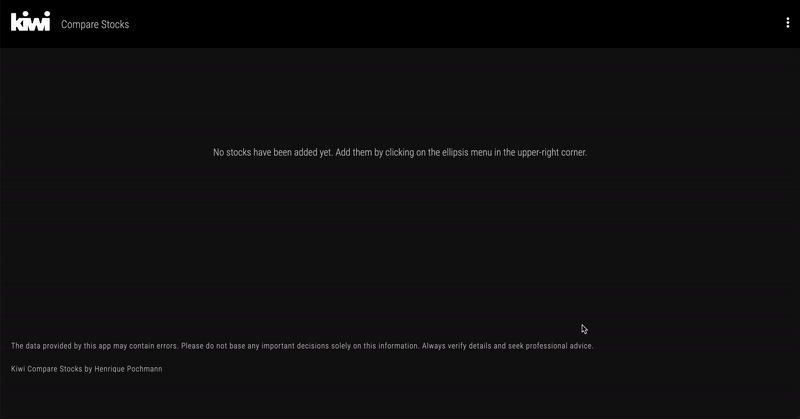 kiwi Compare Stocks
No stocks have been added yet. Add them by clicking on the ellipsis menu in the upper-right corner.
The data provided by this app may contain errors. Please do not base any important decisions solely on this information. Always verify details and seek professional advice.
Kiwi Compare Stocks by Henrique Pochmann